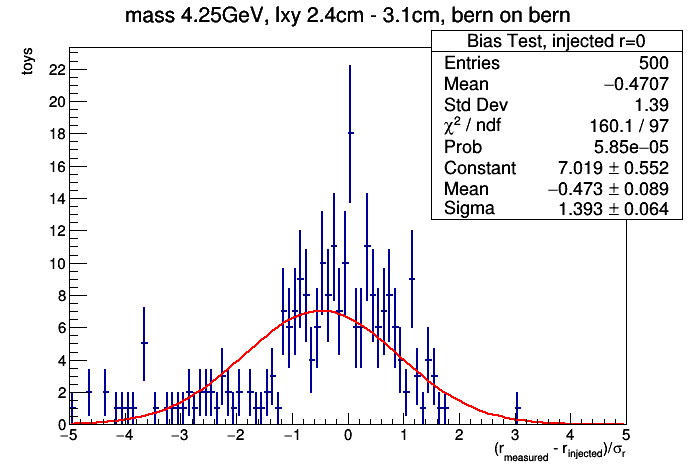 mass 4.25GeV, lxy 2.4cm - 3.1cm, bern on bern
toys
Bias Test, injected r=0
Entries 500
Mean −0.4707
Std Dev 1.39
χ² / ndf 160.1 / 97
Prob 5.85e−05
Constant 7.019 ± 0.552
Mean −0.473 ± 0.089
Sigma 1.393 ± 0.064
22
20
18
16
14
12
10
8
6
4
2
0
−5 −4 −3 −2 −1 0 1 2 3 4 5
(r_measured - r_injected)/σ_r